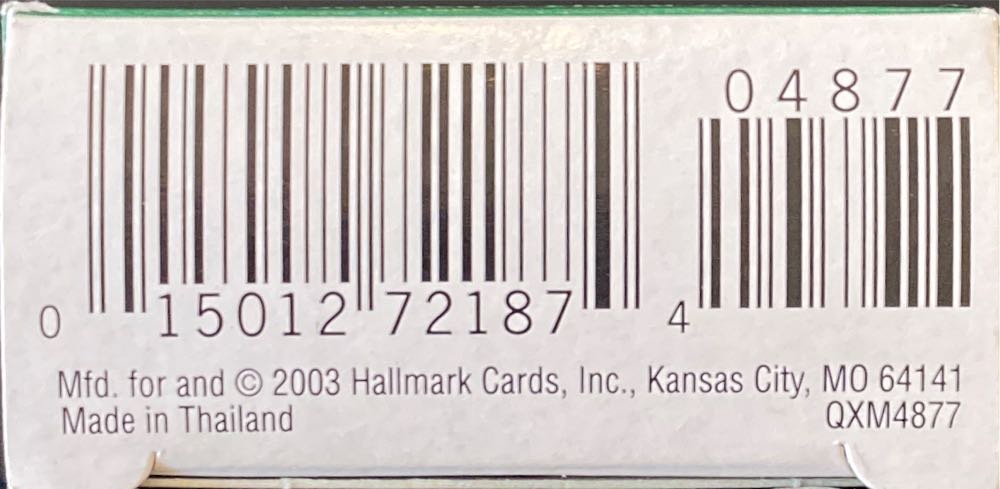 04877
0 15012 72187 4
Mfd. for and © 2003 Hallmark Cards, Inc., Kansas City, MO 64141
Made in Thailand QXM4877